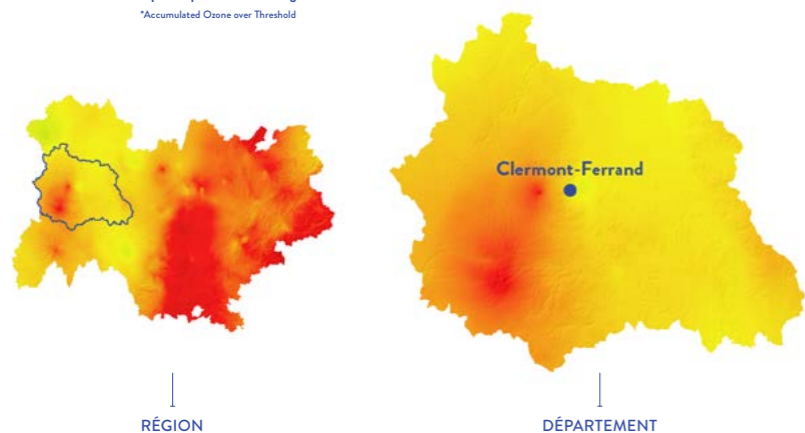 *Accumulated Ozone over Threshold
Clermont-Ferrand
RÉGION
DÉPARTEMENT